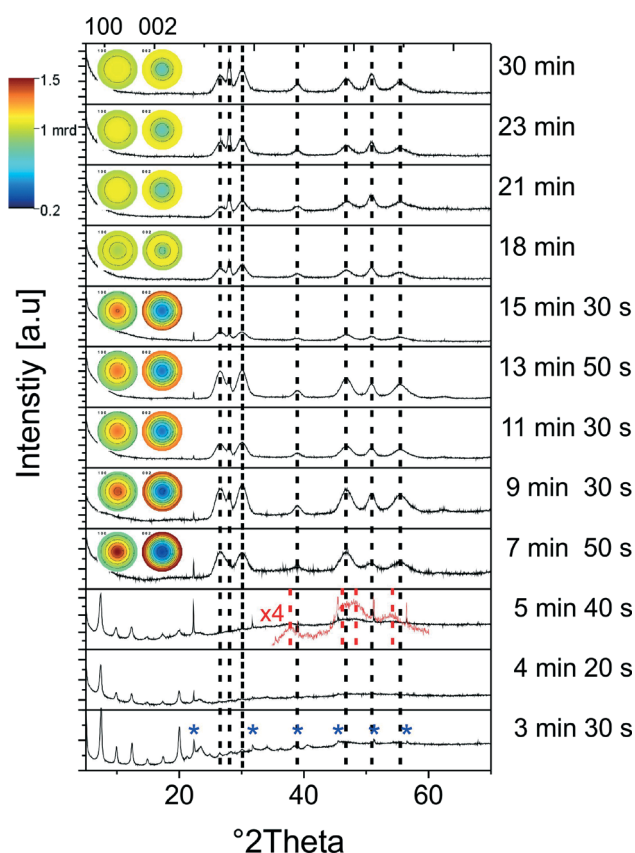 100 002
1.5
1 mrd
0.2
30 min
23 min
21 min
18 min
15 min 30 s
13 min 50 s
11 min 30 s
9 min 30 s
7 min 50 s
x4
5 min 40 s
4 min 20 s
* * * * * *
3 min 30 s
Intenstiy [a.u]
20 40 60
°2Theta